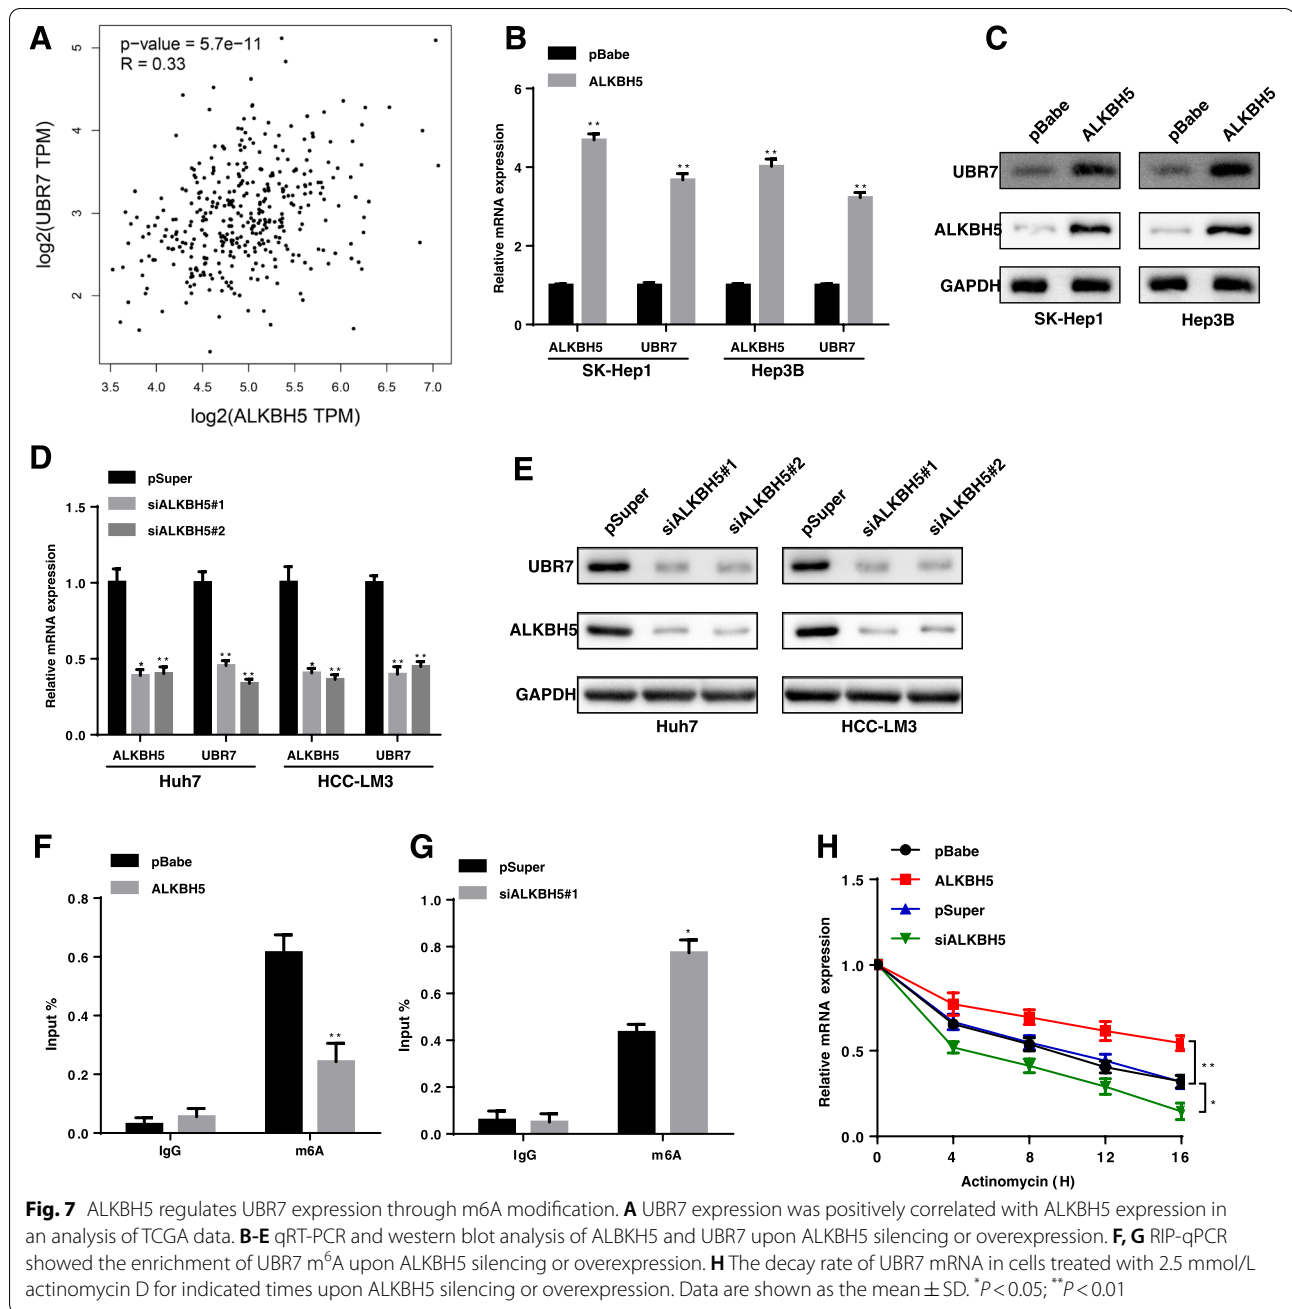 A
p-value = 5.7e-11
R = 0.33
log2(UBR7 TPM)
5
4
3
2
3.5 4.0 4.5 5.0 5.5 6.0 6.5 7.0
log2(ALKBH5 TPM)
B
pBabe
ALKBH5
Relative mRNA expression
6
4
2
0
** ** ** **
ALKBH5 UBR7 ALKBH5 UBR7
SK-Hep1 Hep3B
C
pBabe ALKBH5 pBabe ALKBH5
UBR7
ALKBH5
GAPDH
SK-Hep1 Hep3B
D
pSuper
siALKBH5#1
siALKBH5#2
Relative mRNA expression
1.5
1.0
0.5
0.0
* ** ** ** * ** ** **
ALKBH5 UBR7 ALKBH5 UBR7
Huh7 HCC-LM3
E
pSuper siALKBH5#1 siALKBH5#2 pSuper siALKBH5#1 siALKBH5#2
UBR7
ALKBH5
GAPDH
Huh7 HCC-LM3
F
pBabe
ALKBH5
Input %
0.8
0.6
0.4
0.2
0.0
**
IgG m6A
G
pSuper
siALKBH5#1
Input %
1.0
0.8
0.6
0.4
0.2
0.0
*
IgG m6A
H
pBabe
ALKBH5
pSuper
siALKBH5
Relative mRNA expression
1.5
1.0
0.5
0.0
**
*
0 4 8 12 16
Actinomycin (H)
Fig. 7 ALKBH5 regulates UBR7 expression through m6A modification. A UBR7 expression was positively correlated with ALKBH5 expression in
an analysis of TCGA data. B-E qRT-PCR and western blot analysis of ALBKH5 and UBR7 upon ALKBH5 silencing or overexpression. F, G RIP-qPCR
showed the enrichment of UBR7 m⁶A upon ALKBH5 silencing or overexpression. H The decay rate of UBR7 mRNA in cells treated with 2.5 mmol/L
actinomycin D for indicated times upon ALKBH5 silencing or overexpression. Data are shown as the mean ± SD. *P < 0.05; **P < 0.01